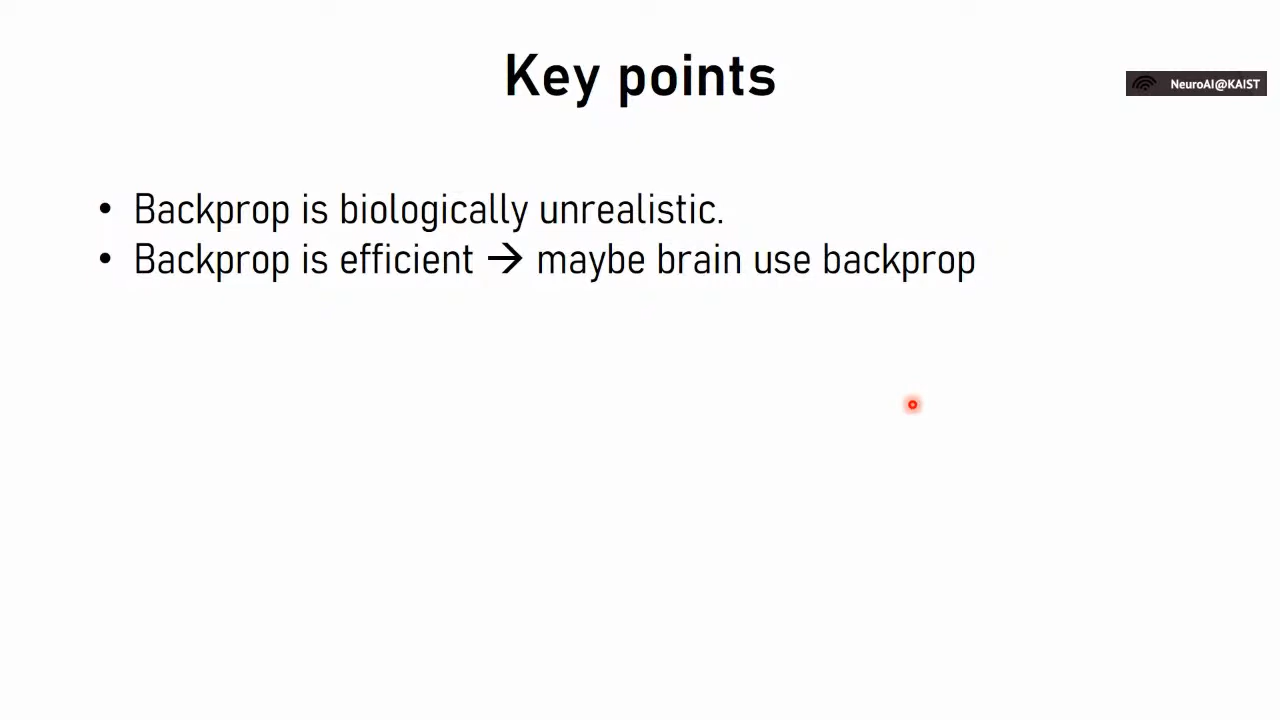 Key points
NeuroAI@KAIST
• Backprop is biologically unrealistic.
• Backprop is efficient → maybe brain use backprop